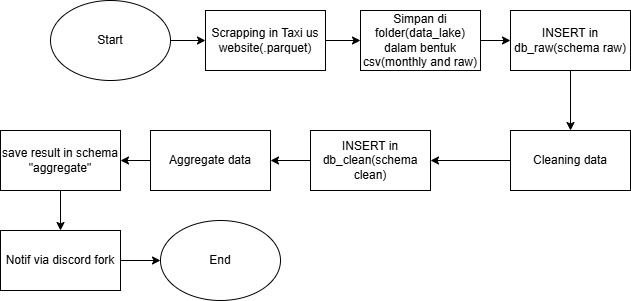 Start
Scrapping in Taxi us
website(.parquet)
Simpan di
folder(data_lake)
dalam bentuk
csv(monthly and raw)
INSERT in
db_raw(schema raw)
Cleaning data
INSERT in
db_clean(schema
clean)
Aggregate data
save result in schema
"aggregate"
Notif via discord fork
End